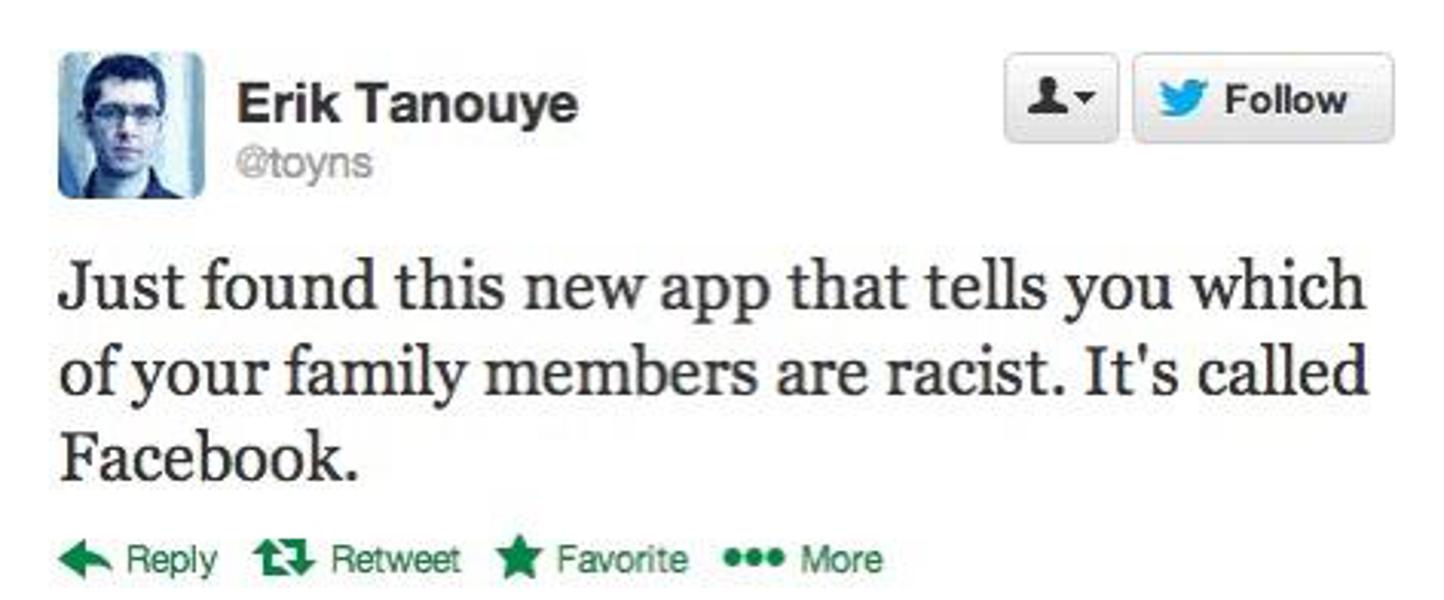 Erik Tanouye
@toyns
Follow
Just found this new app that tells you which
of your family members are racist. It's called
Facebook.
Reply Retweet Favorite More